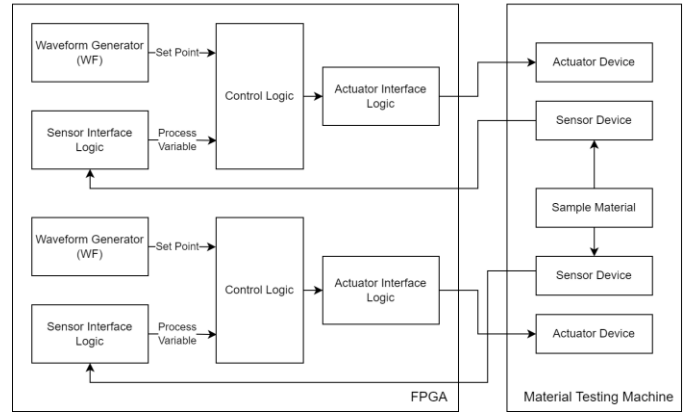 Waveform Generator
(WF)
Set Point
Control Logic
Sensor Interface
Logic
Process
Variable
Actuator Interface
Logic
Actuator Device
Sensor Device
Sample Material
Waveform Generator
(WF)
Set Point
Control Logic
Sensor Interface
Logic
Process
Variable
Actuator Interface
Logic
Sensor Device
Actuator Device
FPGA
Material Testing Machine